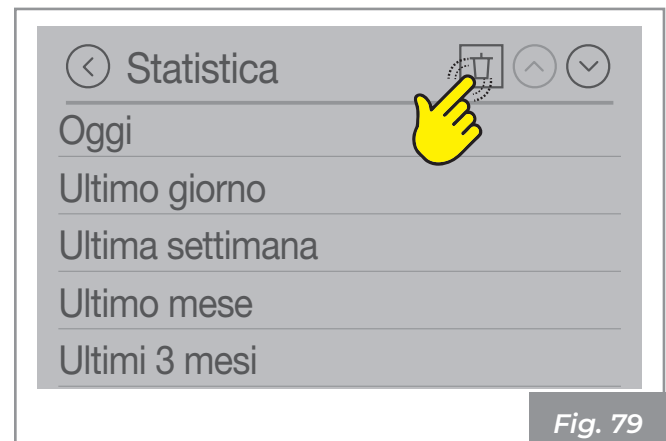 Statistica
Oggi
Ultimo giorno
Ultima settimana
Ultimo mese
Ultimi 3 mesi
Fig. 79